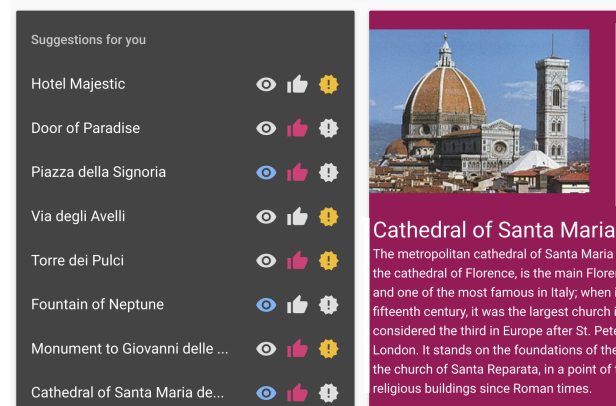 Suggestions for you
Hotel Majestic
Door of Paradise
Piazza della Signoria
Via degli Avelli
Torre dei Pulci
Fountain of Neptune
Monument to Giovanni delle ...
Cathedral of Santa Maria de...
Cathedral of Santa Maria
The metropolitan cathedral of Santa Maria
the cathedral of Florence, is the main
and one of the most famous in Italy; when
fifteenth century, it was the largest church
considered the third in Europe after St.
London. It stands on the foundations of the
the church of Santa Reparata, in a point of
religious buildings since Roman times.